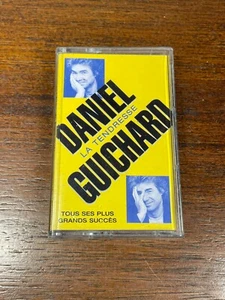 DANIEL
LA TENDRESSE
GUICHARD
TOUS SES PLUS
GRANDS SUCCÈS